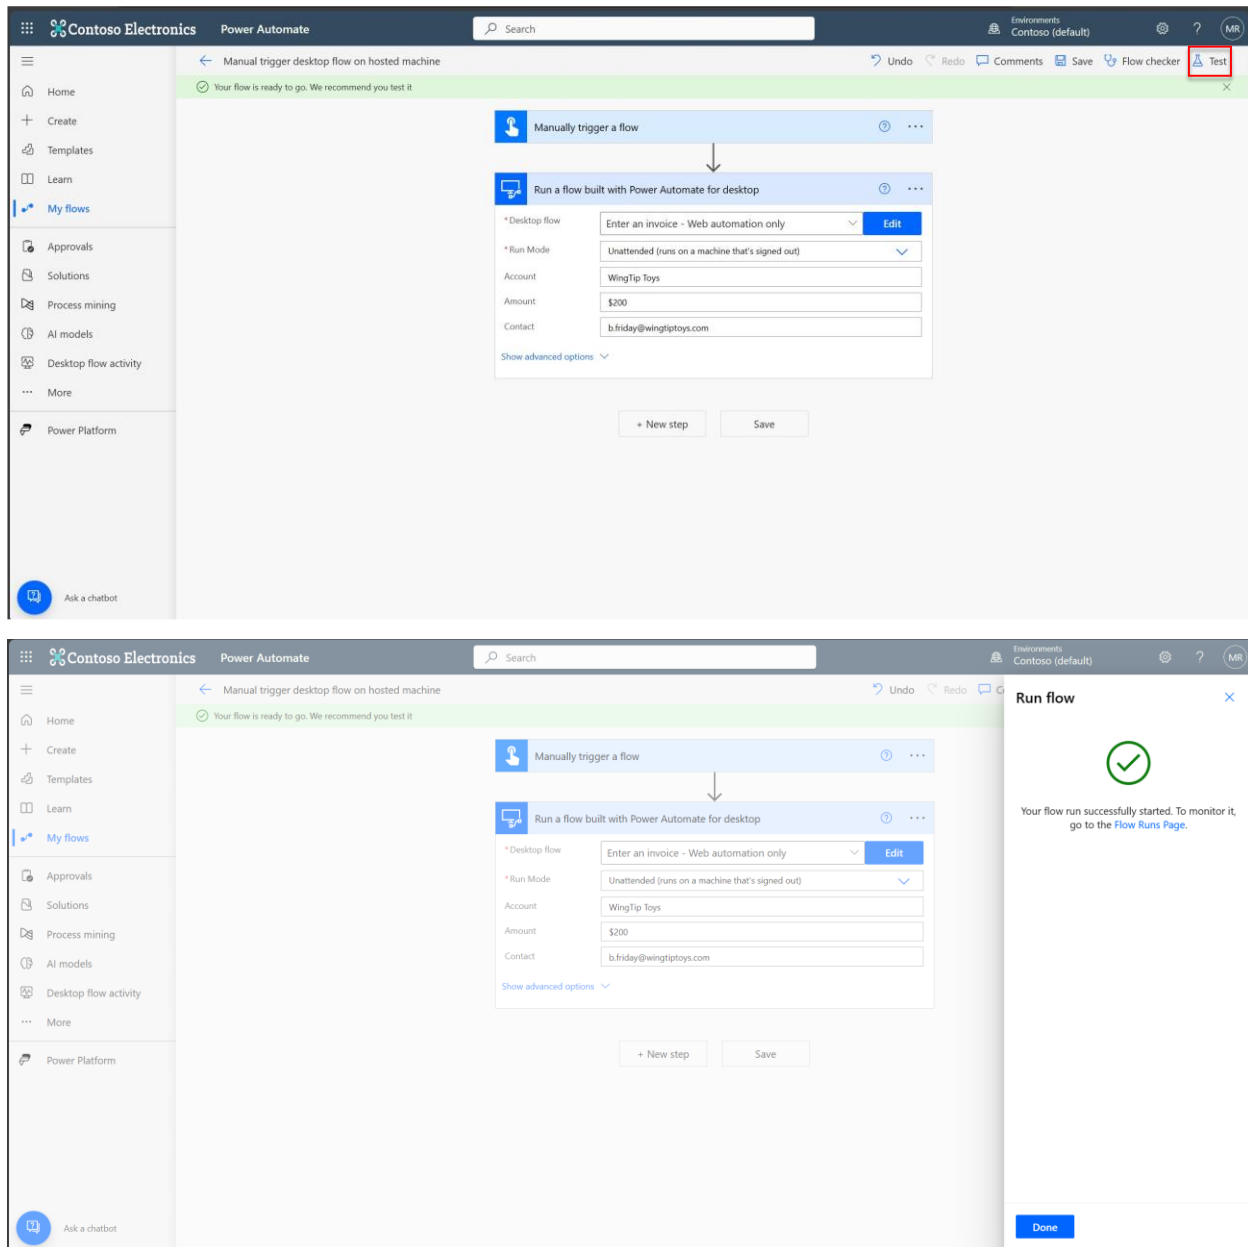 Contoso Electronics Power Automate Search Environments Contoso (default) ? MR
Manual trigger desktop flow on hosted machine Undo Redo Comments Save Flow checker Test
Your flow is ready to go. We recommend you test it
Home
Create
Templates
Learn
My flows
Approvals
Solutions
Process mining
AI models
Desktop flow activity
More
Power Platform
Ask a chatbot
Manually trigger a flow
Run a flow built with Power Automate for desktop
*Desktop flow Enter an invoice - Web automation only Edit
*Run Mode Unattended (runs on a machine that's signed out)
Account WingTip Toys
Amount $200
Contact b.friday@wingtiptoys.com
Show advanced options
+ New step Save
Contoso Electronics Power Automate Search Environments Contoso (default) ? MR
Manual trigger desktop flow on hosted machine Undo Redo C
Your flow is ready to go. We recommend you test it
Home
Create
Templates
Learn
My flows
Approvals
Solutions
Process mining
AI models
Desktop flow activity
More
Power Platform
Ask a chatbot
Manually trigger a flow
Run a flow built with Power Automate for desktop
*Desktop flow Enter an invoice - Web automation only Edit
*Run Mode Unattended (runs on a machine that's signed out)
Account WingTip Toys
Amount $200
Contact b.friday@wingtiptoys.com
Show advanced options
+ New step Save
Run flow
Your flow run successfully started. To monitor it,
go to the Flow Runs Page.
Done